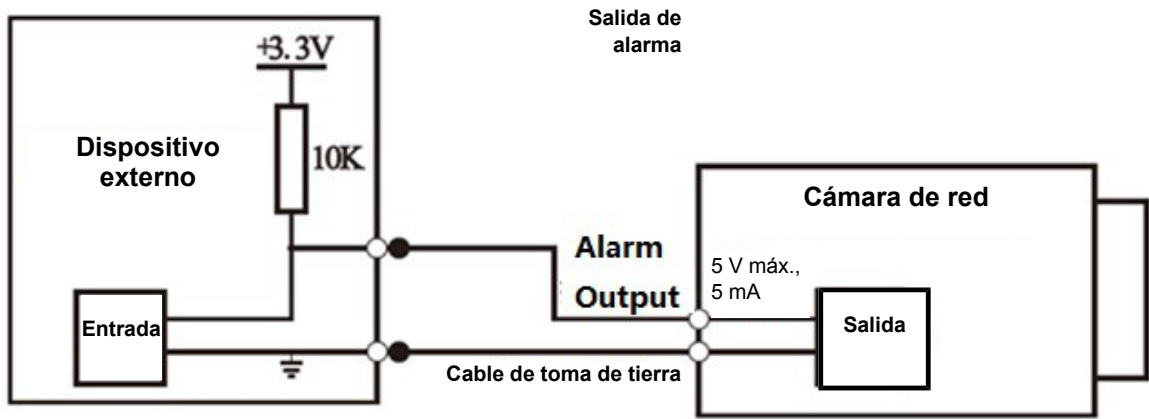 Salida de
alarma
+3.3V
Dispositivo
externo
10K
Cámara de red
Alarm
Output
5 V máx.,
5 mA
Entrada
Salida
Cable de toma de tierra